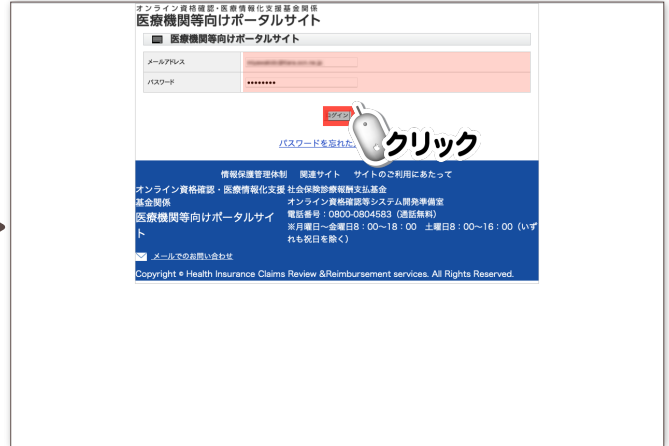 オンライン資格確認・医療情報化支援基金関係
医療機関等向けポータルサイト
医療機関等向けポータルサイト
メールアドレス
パスワード
ログイン
クリック
パスワードを忘れた
情報保護管理体制 関連サイト サイトのご利用にあたって
オンライン資格確認・医療情報化支援
基金関係
医療機関等向けポータルサイ
ト
社会保険診療報酬支払基金
オンライン資格確認等システム開発準備室
電話番号：0800-0804583（通話無料）
※月曜日～金曜日8：00～18：00 土曜日8：00～16：00（いず
れも祝日を除く）
メールでのお問い合わせ
Copyright © Health Insurance Claims Review &Reimbursement services. All Rights Reserved.